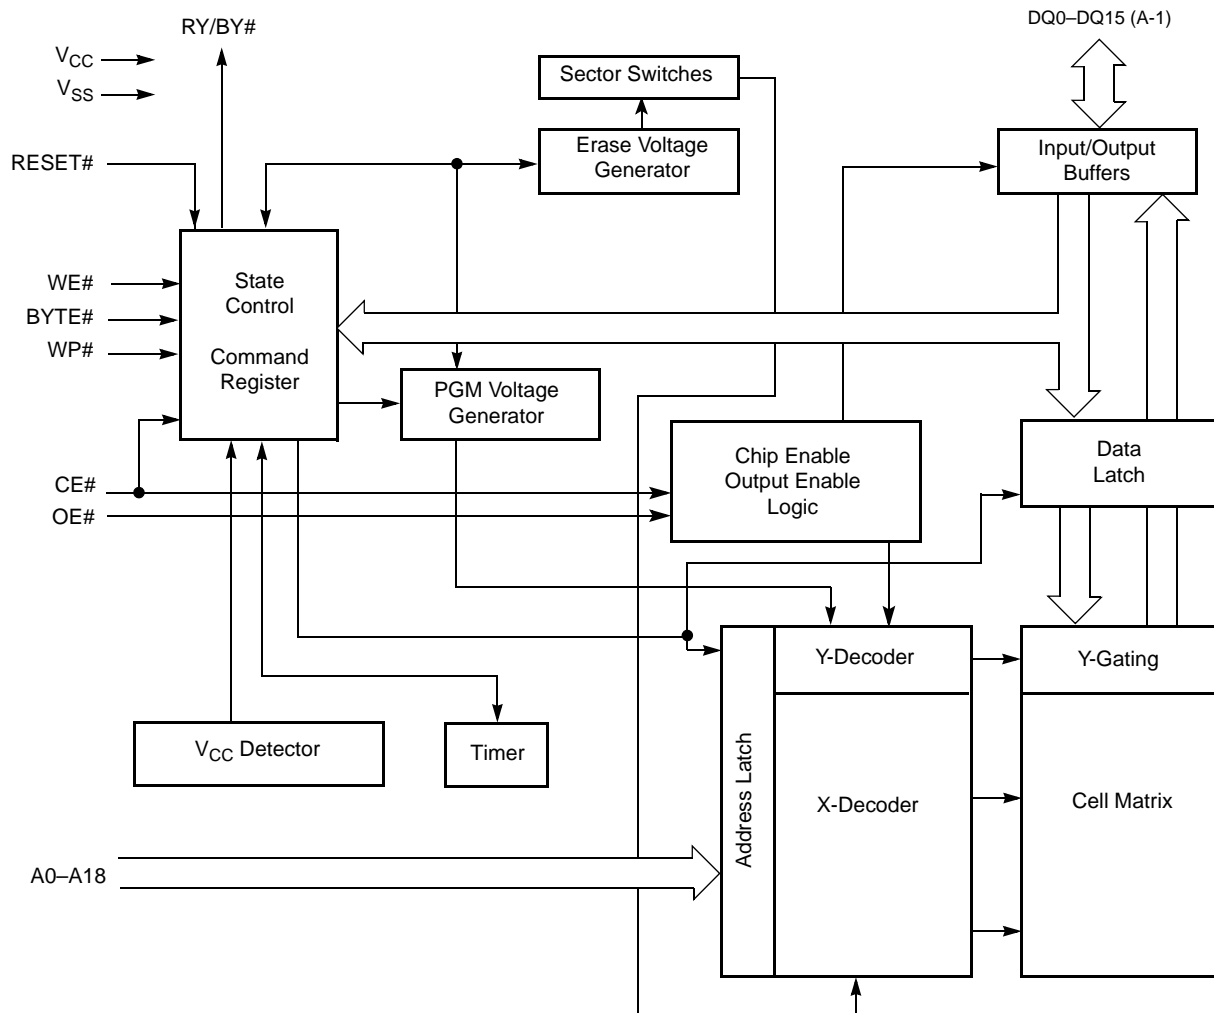 RY/BY#
DQ0–DQ15 (A-1)
VCC
VSS
Sector Switches
Erase Voltage
Generator
Input/Output
Buffers
RESET#
WE#
BYTE#
WP#
State
Control
Command
Register
PGM Voltage
Generator
CE#
OE#
Chip Enable
Output Enable
Logic
Data
Latch
Y-Decoder
Y-Gating
VCC Detector
Timer
Address Latch
X-Decoder
Cell Matrix
A0–A18